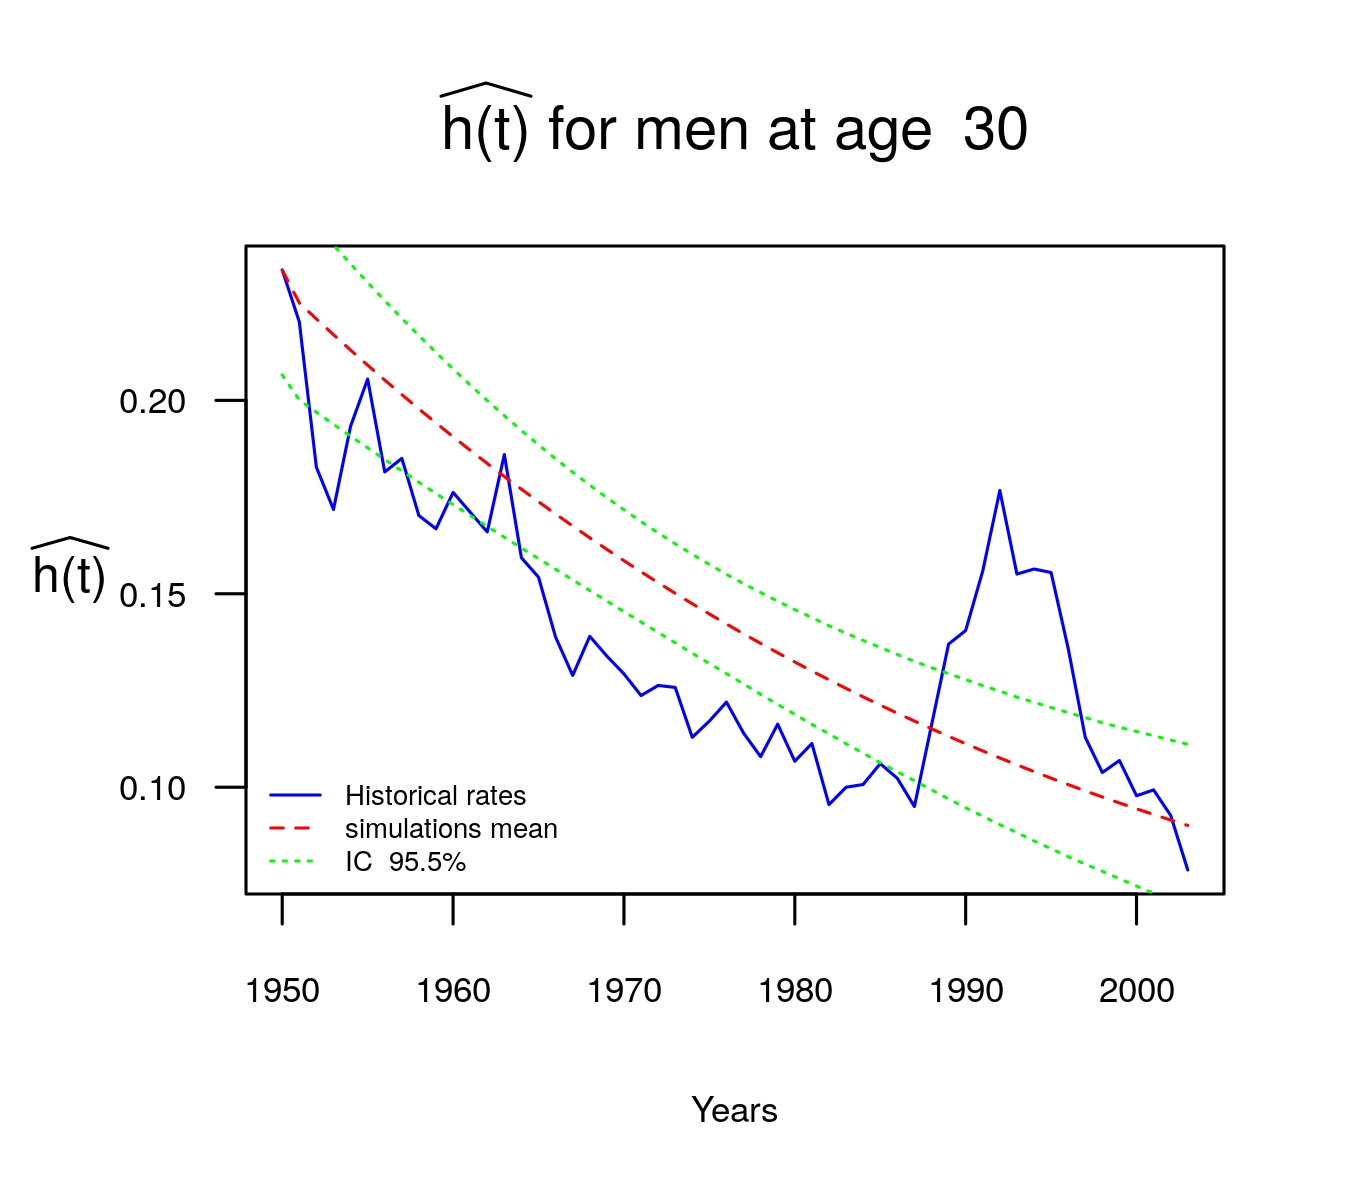 h(t) for men at age 30
h(t)
0.20
0.15
0.10
Historical rates
simulations mean
IC 95.5%
1950 1960 1970 1980 1990 2000
Years